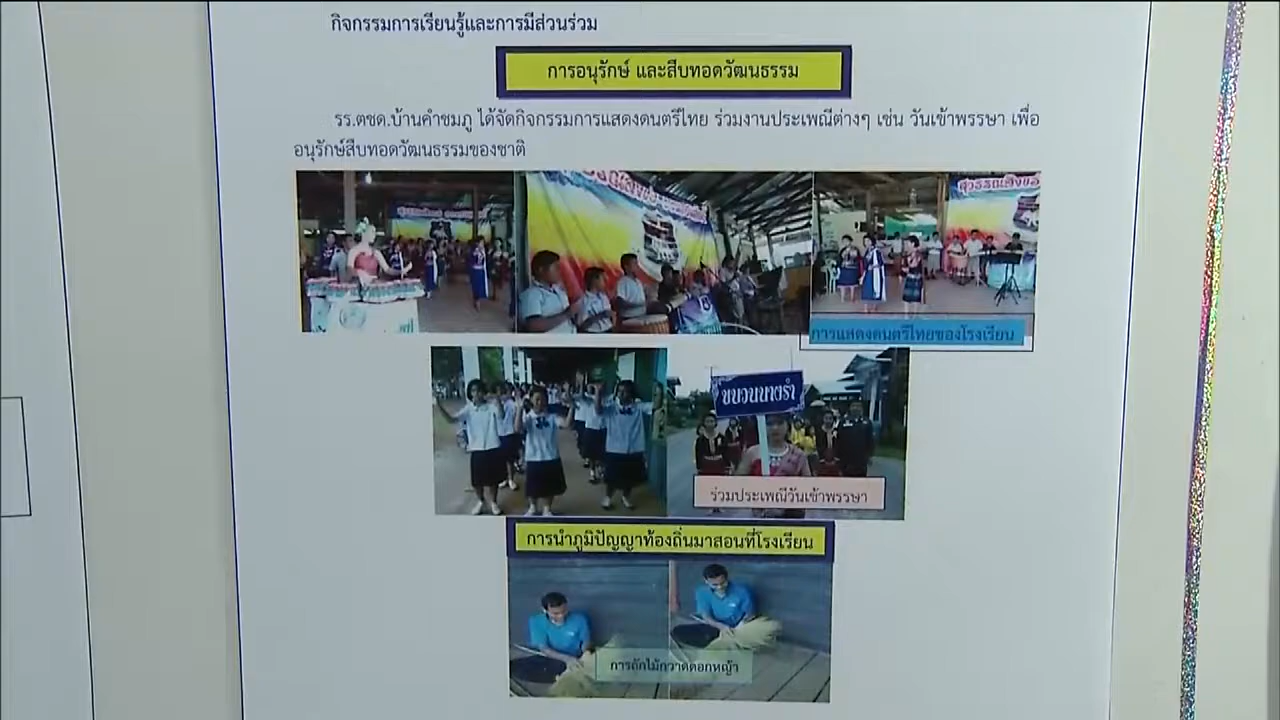 กิจกรรมการเรียนรู้และการมีส่วนร่วม
การอนุรักษ์ และสืบทอดวัฒนธรรม
รร.ตชด.บ้านคำชมภู ได้จัดกิจกรรมการแสดงดนตรีไทย ร่วมงานประเพณีต่างๆ เช่น วันเข้าพรรษา เพื่อ
อนุรักษ์สืบทอดวัฒนธรรมของชาติ
การแสดงดนตรีไทยของโรงเรียน
ขบวนนางรำ
ร่วมประเพณีวันเข้าพรรษา
การนำภูมิปัญญาท้องถิ่นมาสอนที่โรงเรียน
การถักไม้กวาดดอกหญ้า